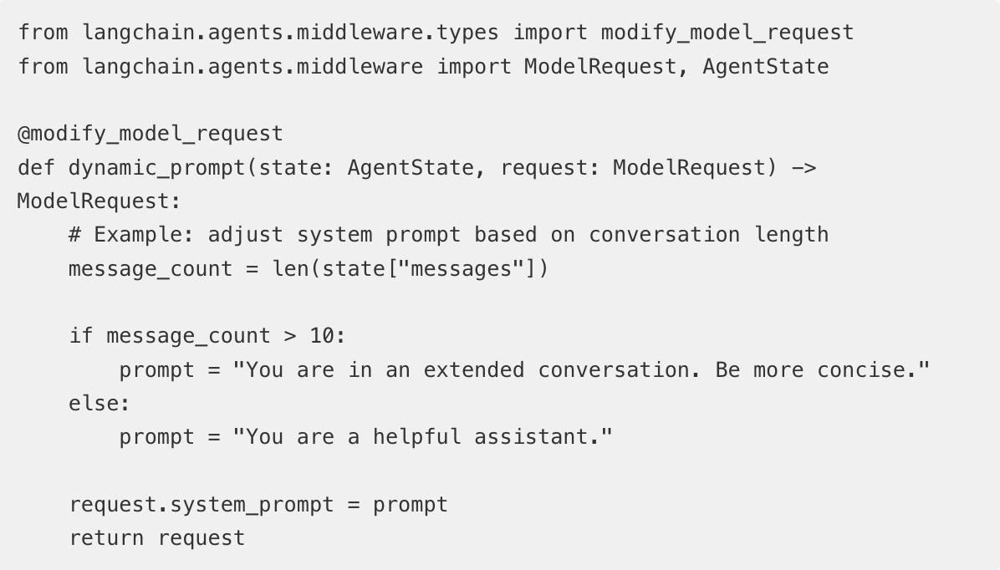 from langchain.agents.middleware.types import modify_model_request
from langchain.agents.middleware import ModelRequest, AgentState

@modify_model_request
def dynamic_prompt(state: AgentState, request: ModelRequest) ->
ModelRequest:
    # Example: adjust system prompt based on conversation length
    message_count = len(state["messages"])

    if message_count > 10:
        prompt = "You are in an extended conversation. Be more concise."
    else:
        prompt = "You are a helpful assistant."

    request.system_prompt = prompt
    return request